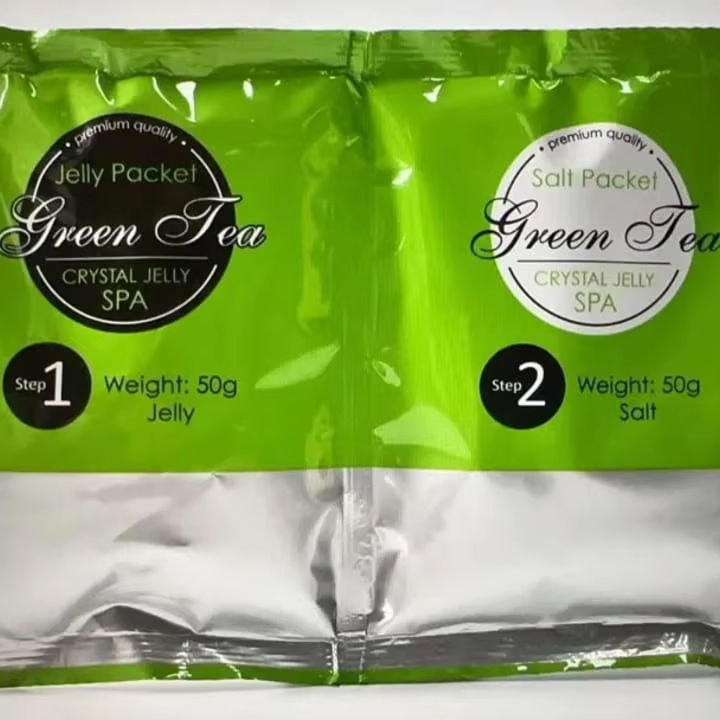 premium quality
Jelly Packet
Green Tea
CRYSTAL JELLY
SPA
Step 1
Weight: 50g
Jelly
premium quality
Salt Packet
Green Tea
CRYSTAL JELLY
SPA
Step 2
Weight: 50g
Salt